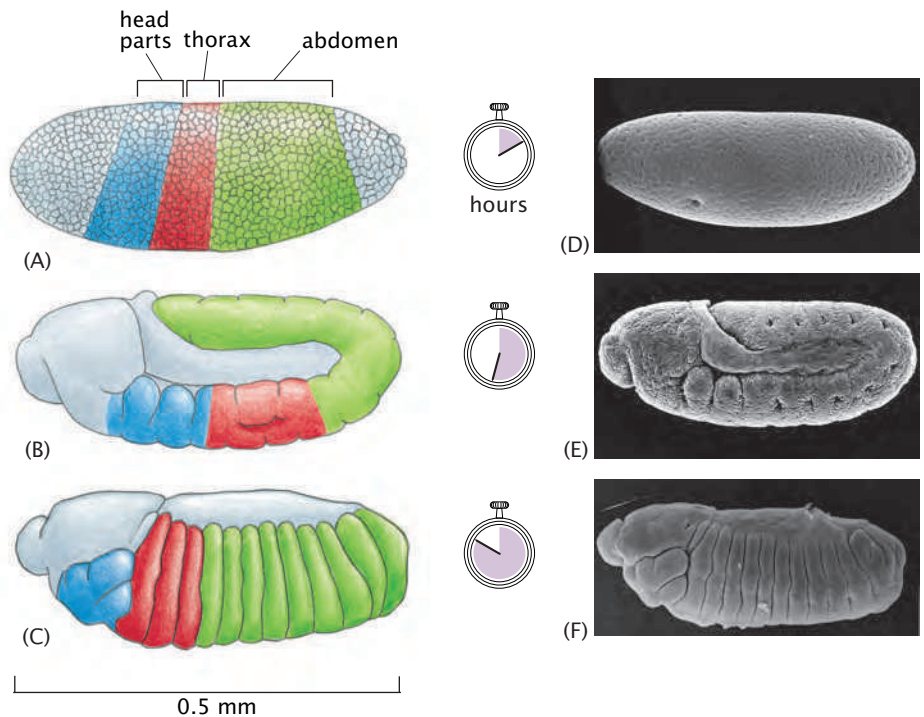 head
parts
thorax
abdomen
(A)
hours
(D)
(B)
(E)
(C)
(F)
0.5 mm